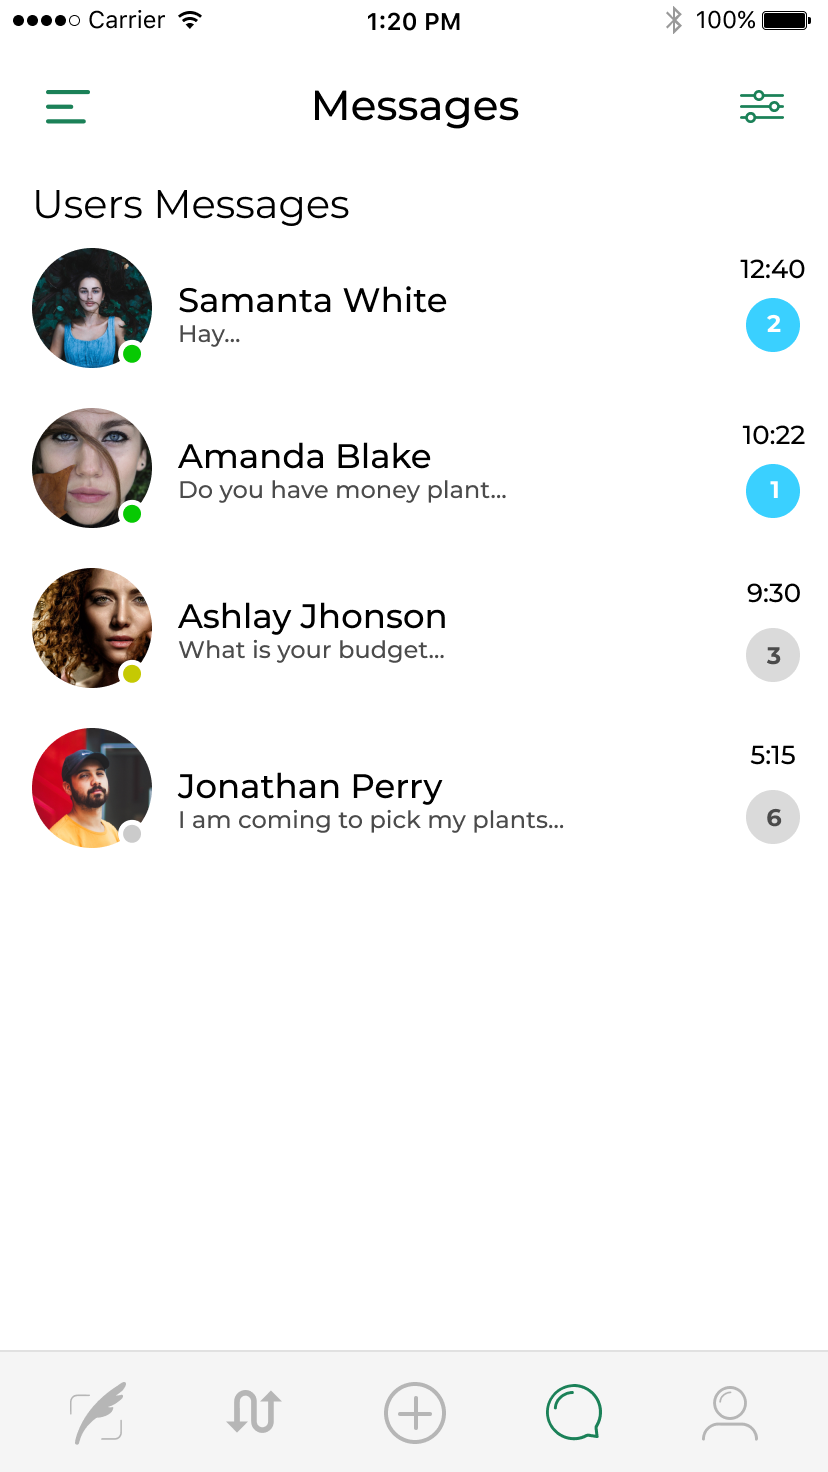 Carrier 1:20 PM 100%
Messages
Users Messages
12:40
Samanta White
2
Hay...
10:22
Amanda Blake
Do you have money plant...
1
9:30
Ashlay Jhonson
What is your budget...
3
5:15
Jonathan Perry
I am coming to pick my plants...
6